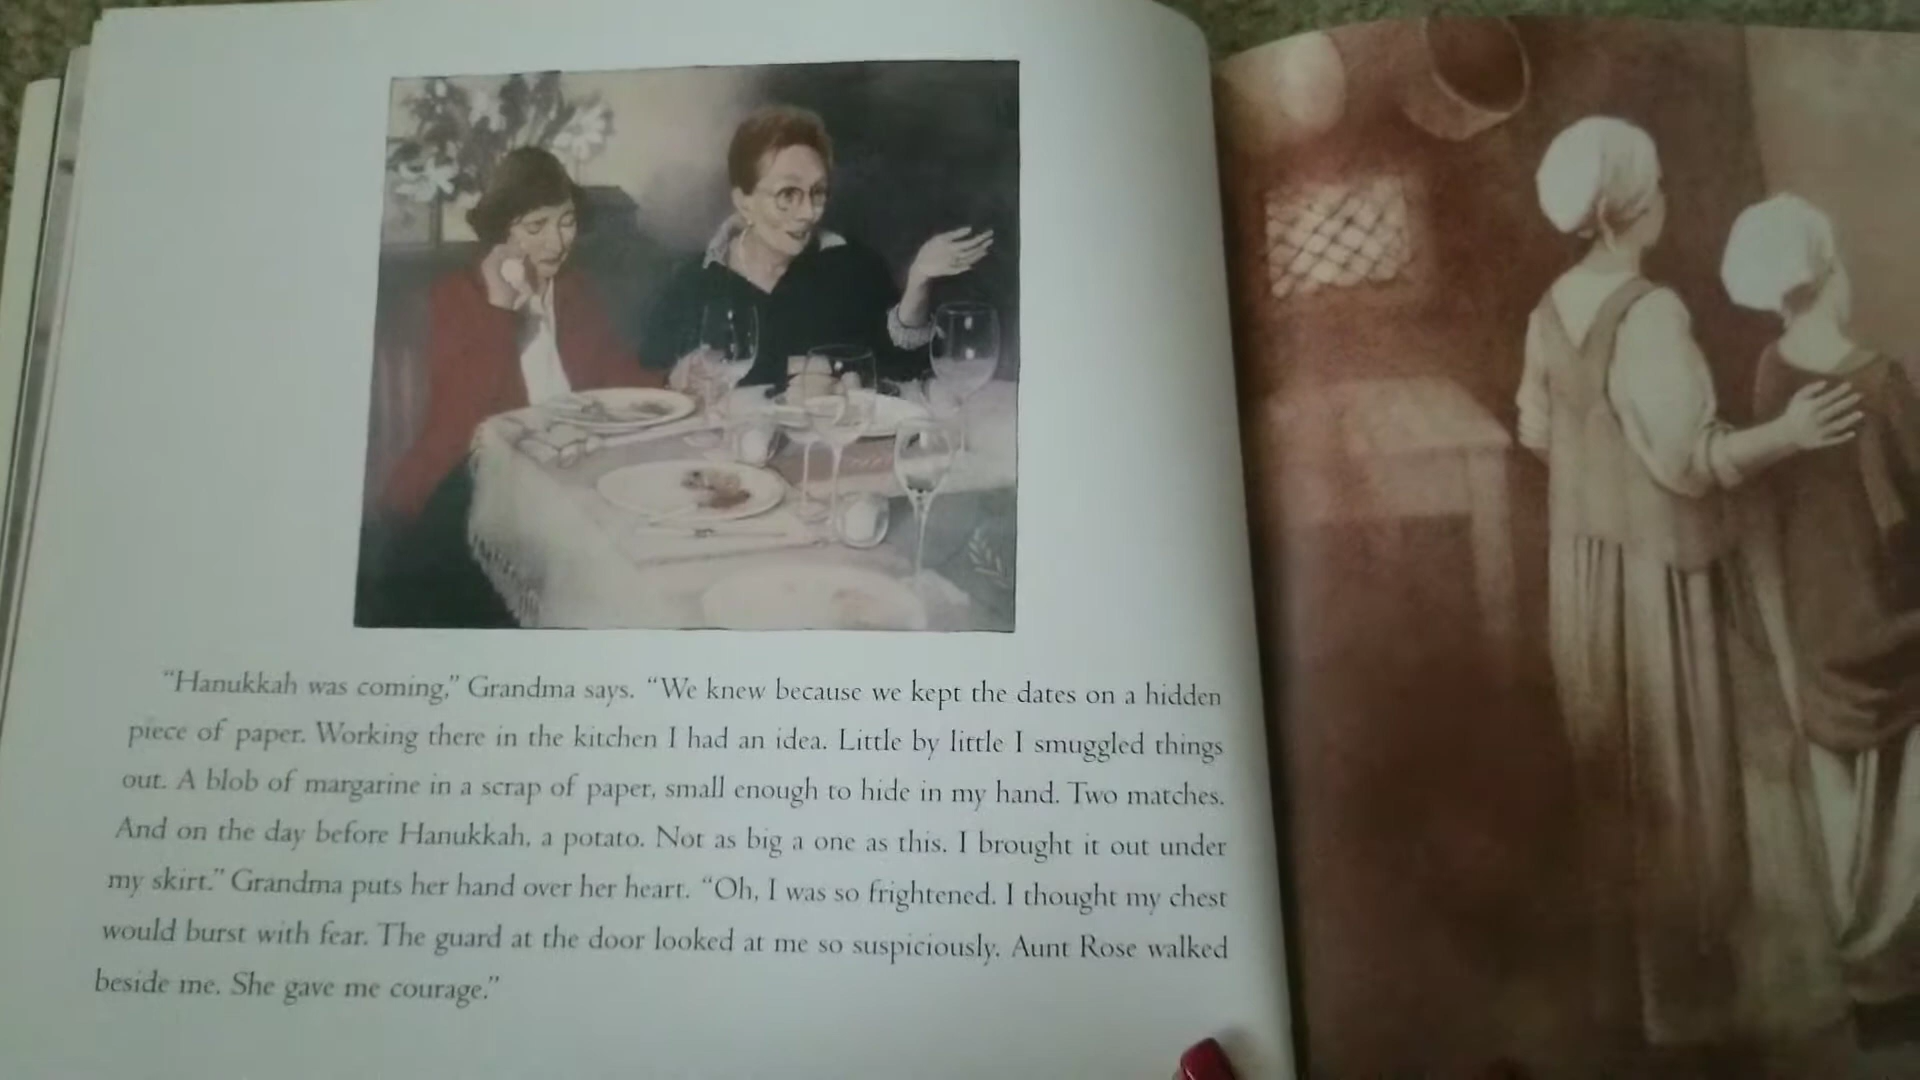 “Hanukkah was coming,” Grandma says. “We knew because we kept the dates on a hidden
piece of paper. Working there in the kitchen I had an idea. Little by little I smuggled things
out. A blob of margarine in a scrap of paper, small enough to hide in my hand. Two matches.
And on the day before Hanukkah, a potato. Not as big a one as this. I brought it out under
my skirt.” Grandma puts her hand over her heart. “Oh, I was so frightened. I thought my chest
would burst with fear. The guard at the door looked at me so suspiciously. Aunt Rose walked
beside me. She gave me courage.”